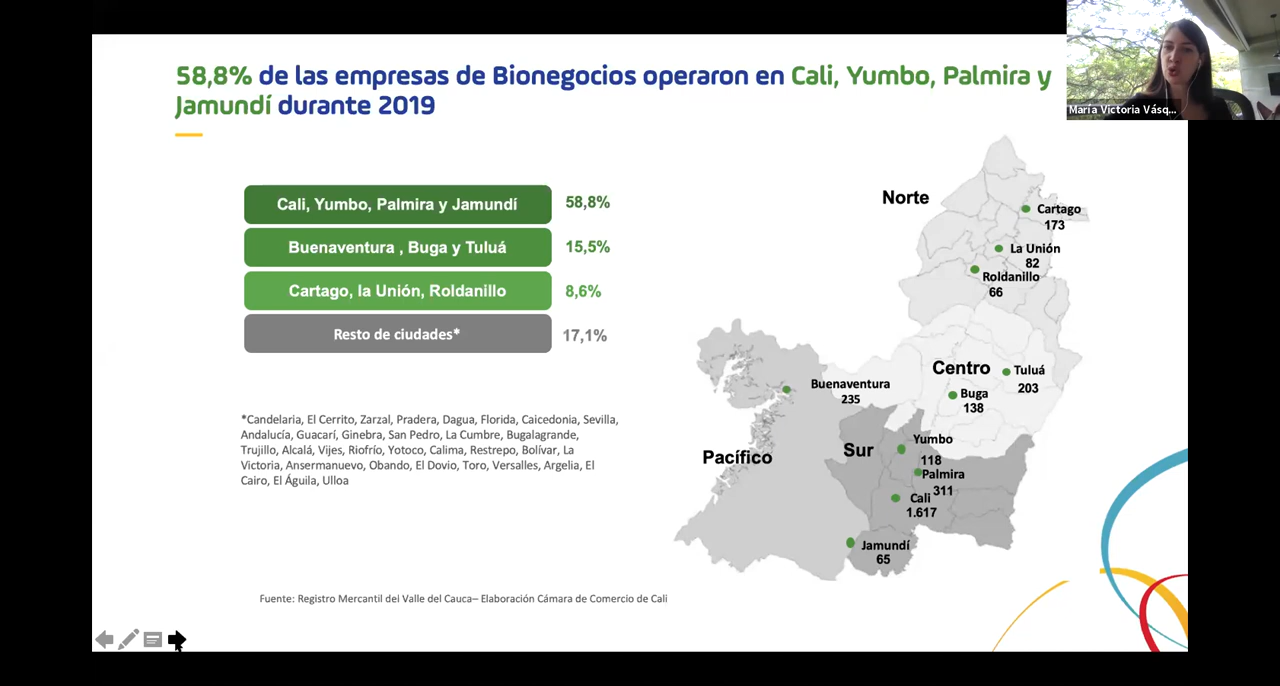 58,8% de las empresas de Bionegocios operaron en Cali, Yumbo, Palmira y
Jamundí durante 2019
María Victoria Vásq...
Cali, Yumbo, Palmira y Jamundí 58,8%
Buenaventura , Buga y Tuluá 15,5%
Cartago, la Unión, Roldanillo 8,6%
Resto de ciudades* 17,1%
*Candelaria, El Cerrito, Zarzal, Pradera, Dagua, Florida, Caicedonia, Sevilla,
Andalucía, Guacarí, Ginebra, San Pedro, La Cumbre, Bugalagrande,
Trujillo, Alcalá, Vijes, Riofrío, Yotoco, Calima, Restrepo, Bolívar, La
Victoria, Ansermanuevo, Obando, El Dovio, Toro, Versalles, Argelia, El
Cairo, El Águila, Ulloa
Norte
Cartago
173
La Unión
82
Roldanillo
66
Centro
Tuluá
203
Buga
138
Buenaventura
235
Pacífico
Sur
Yumbo
118
Palmira
311
Cali
1.617
Jamundí
65
Fuente: Registro Mercantil del Valle del Cauca– Elaboración Cámara de Comercio de Cali